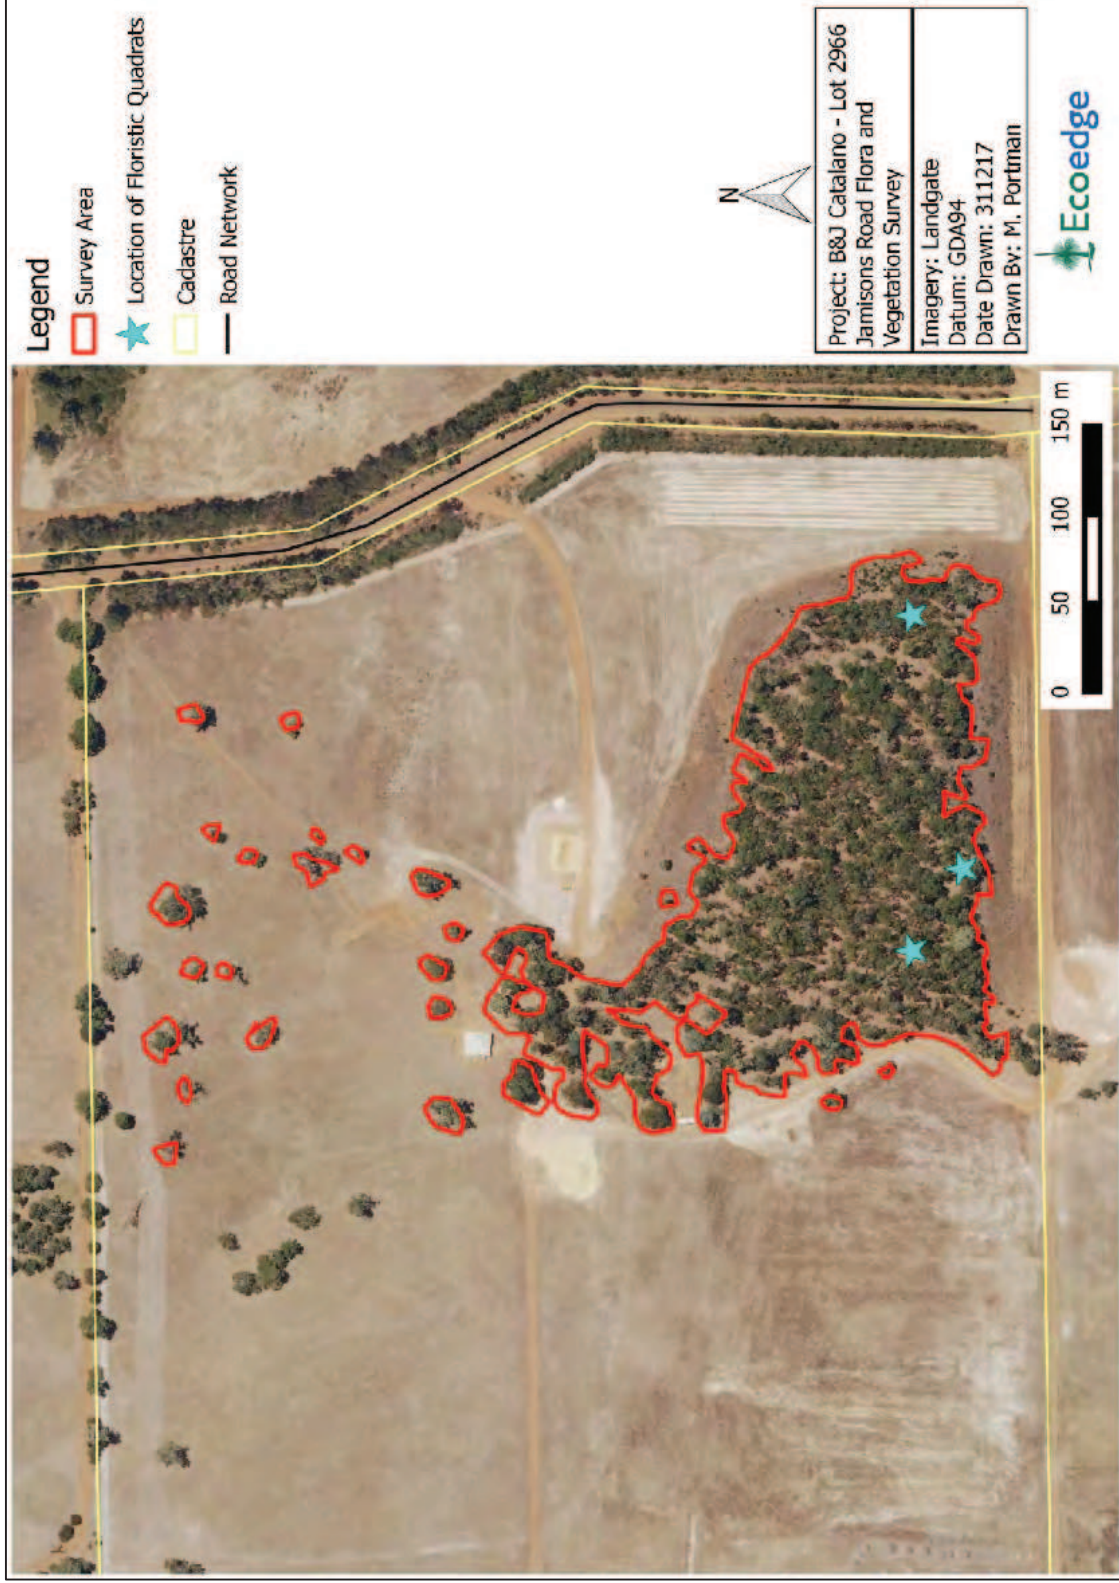 Legend
Survey Area
Location of Floristic Quadrats
Cadastre
Road Network
N
Project: B&J Catalano - Lot 2966
Jamisons Road Flora and
Vegetation Survey
Imagery: Landgate
Datum: GDA94
Date Drawn: 311217
Drawn By: M. Portman
Ecoedge
0 50 100 150 m